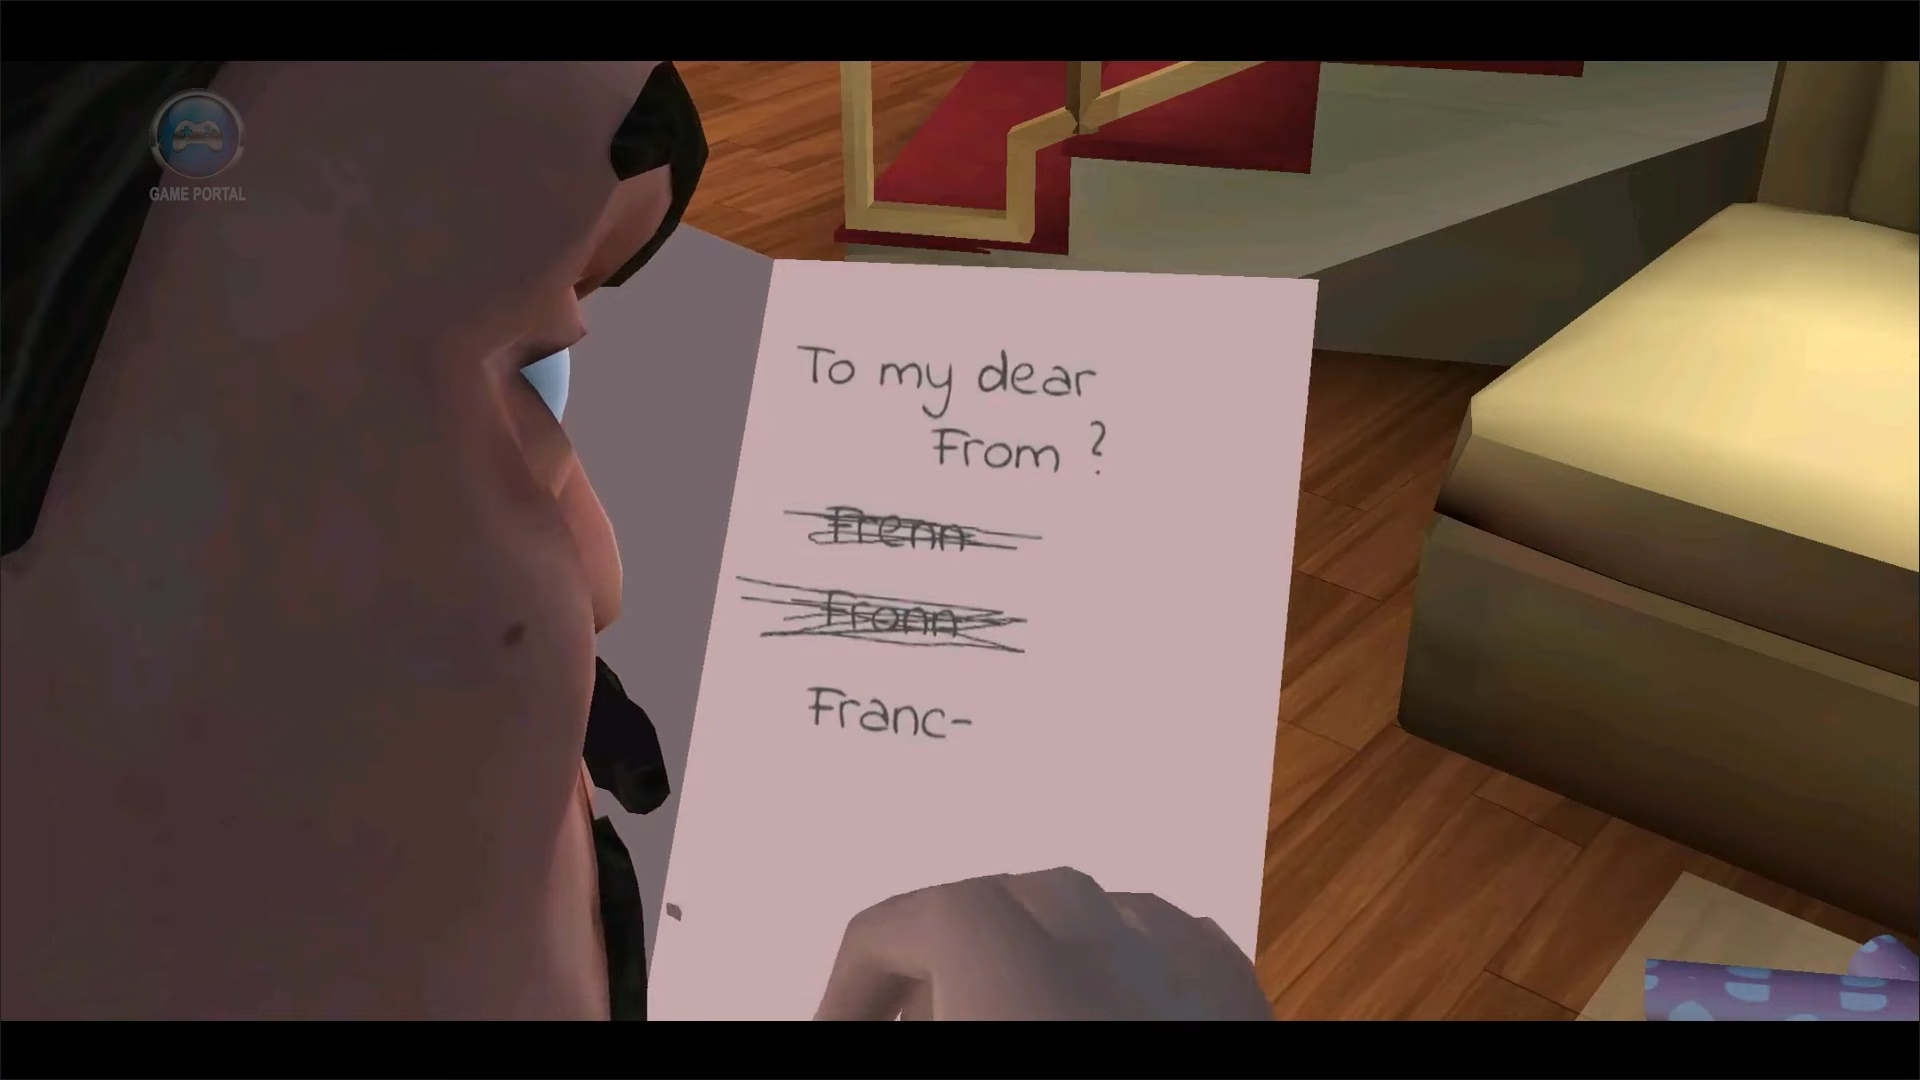 GAME PORTAL
To my dear
From ?
Frenn
Fronn
Franc-